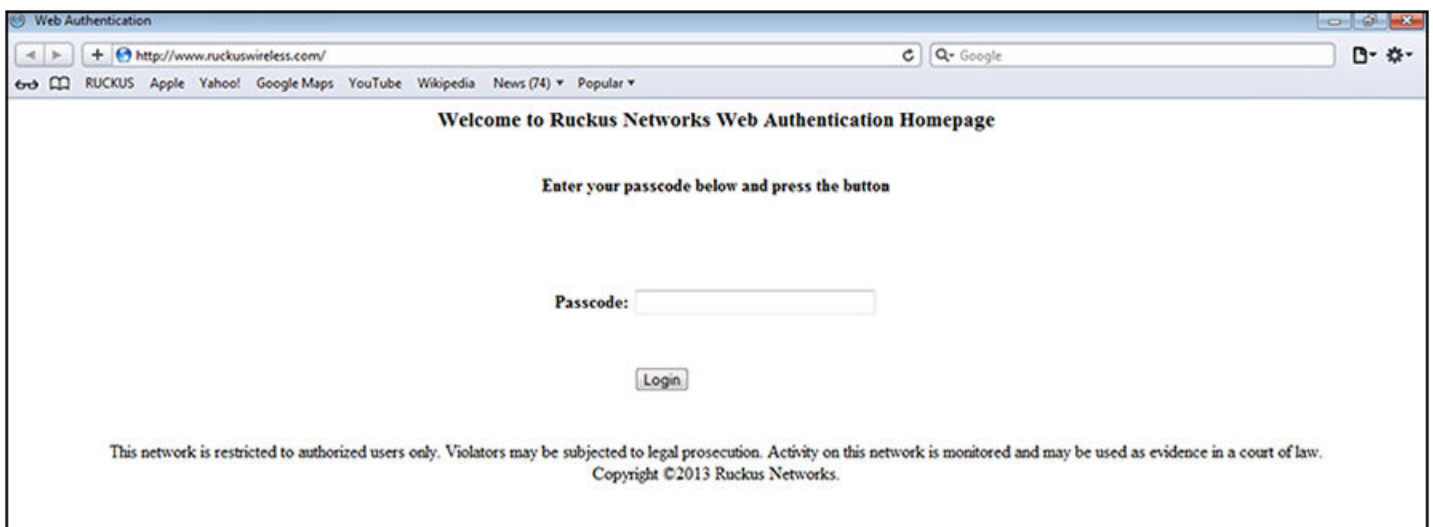 Web Authentication
http://www.ruckuswireless.com/
Google
RUCKUS Apple Yahoo! Google Maps YouTube Wikipedia News (74) Popular
Welcome to Ruckus Networks Web Authentication Homepage
Enter your passcode below and press the button
Passcode:
Login
This network is restricted to authorized users only. Violators may be subjected to legal prosecution. Activity on this network is monitored and may be used as evidence in a court of law.
Copyright ©2013 Ruckus Networks.